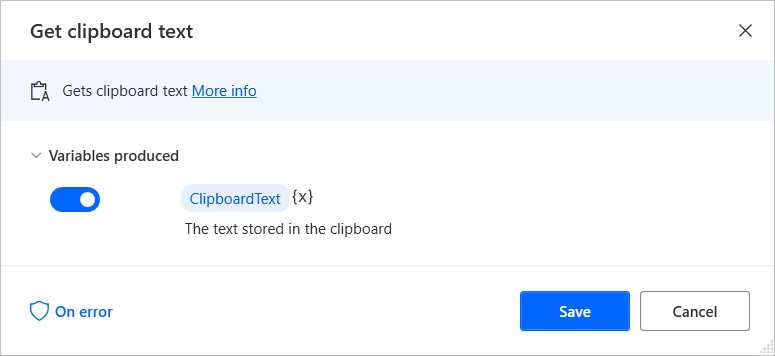 Get clipboard text
Gets clipboard text More info
Variables produced
ClipboardText {x}
The text stored in the clipboard
On error
Save
Cancel